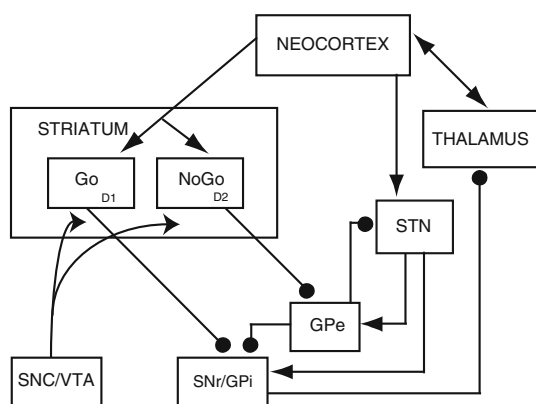 NEOCORTEX
STRIATUM
THALAMUS
Go
D1
NoGo
D2
STN
GPe
SNC/VTA
SNr/GPi